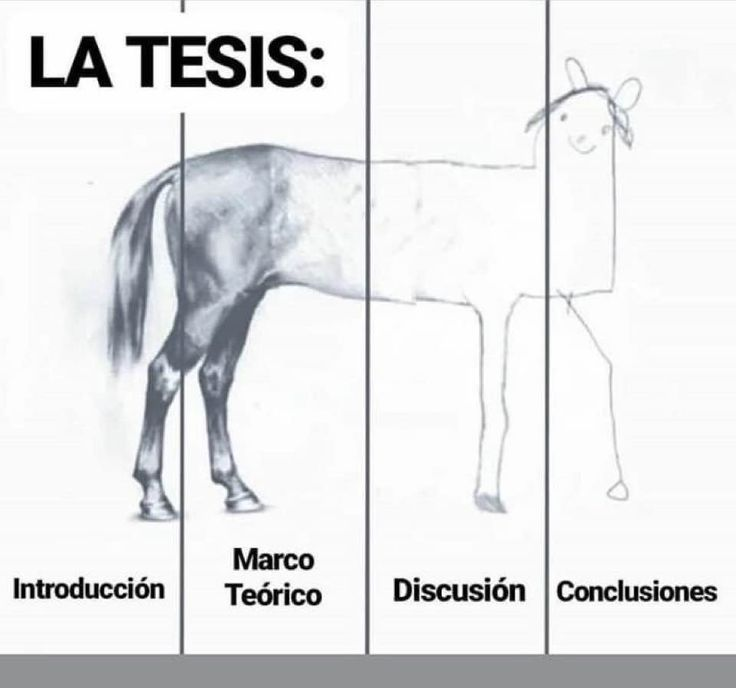 LA TESIS:
Introducción
Marco
Teórico
Discusión
Conclusiones